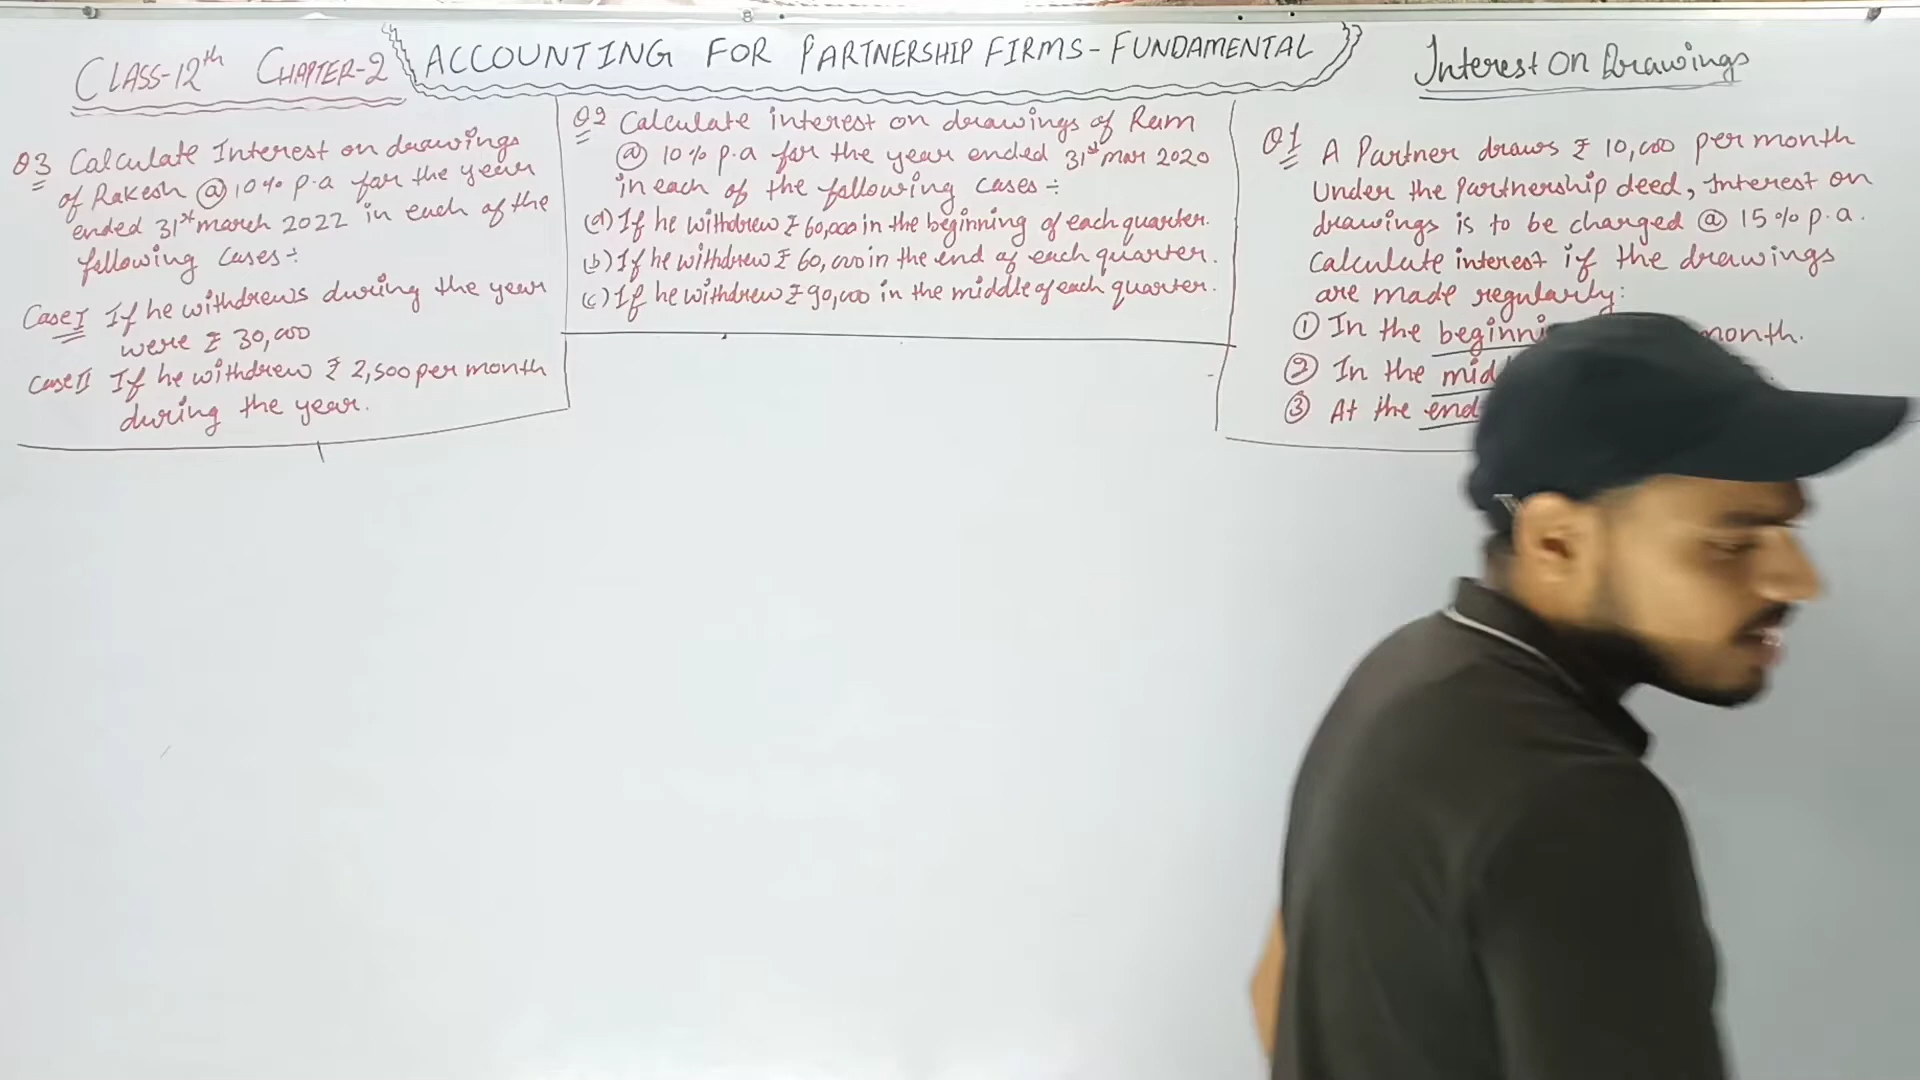 CLASS-12th CHAPTER-2
ACCOUNTING FOR PARTNERSHIP FIRMS-FUNDAMENTAL
Interest On Drawings
Q3 Calculate Interest on drawings
of Rakesh @ 10% p.a for the year
ended 31st march 2022 in each of the
following cases÷
Case I If he withdrews during the year
were ₹ 30,000
Case II If he withdrew ₹ 2,500 per month
during the year.
Q2 Calculate interest on drawings of Ram
@ 10% p.a for the year ended 31st Mar 2020
in each of the following cases÷
(a) If he withdrew ₹ 60,000 in the beginning of each quarter.
(b) If he withdrew ₹ 60,000 in the end of each quarter.
(c) If he withdrew ₹ 90,000 in the middle of each quarter.
Q1 A Partner draws ₹ 10,000 per month
Under the Partnership deed, Interest on
drawings is to be charged @ 15% p.a.
Calculate interest if the drawings
are made regularly:
① In the beginni month.
② In the mid
③ At the end